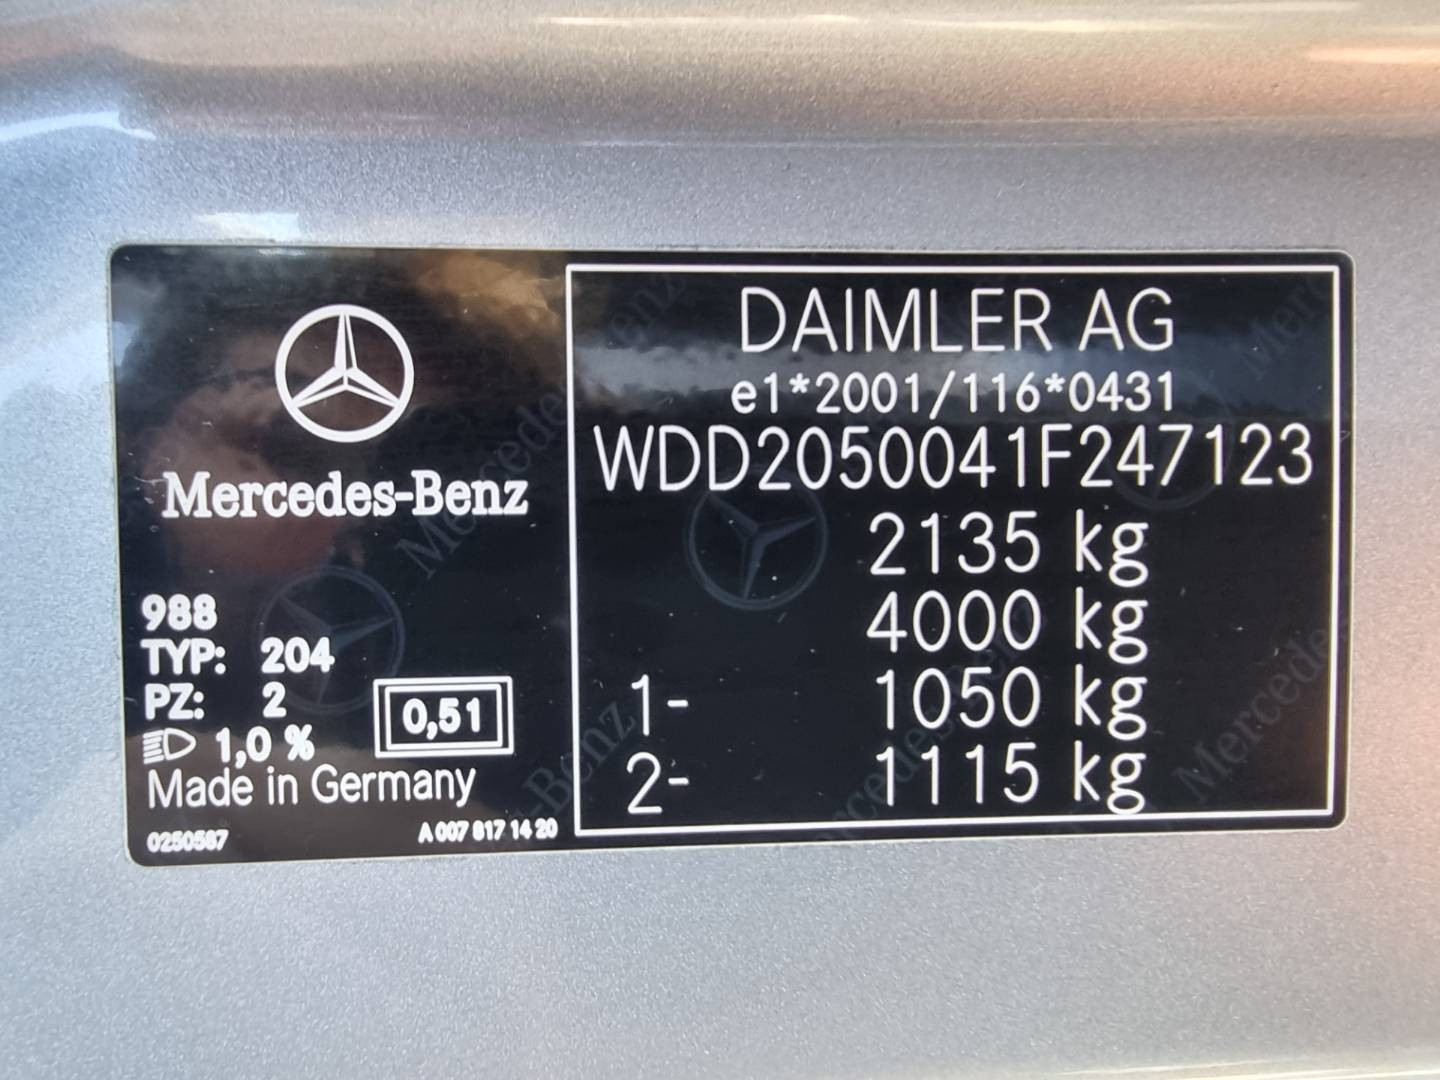 Mercedes-Benz
988
TYP: 204
PZ: 2
1,0 %
0,51
Made in Germany
0250587
A 007 817 14 20
DAIMLER AG
e1*2001/116*0431
WDD2050041F247123
2135 kg
4000 kg
1- 1050 kg
2- 1115 kg